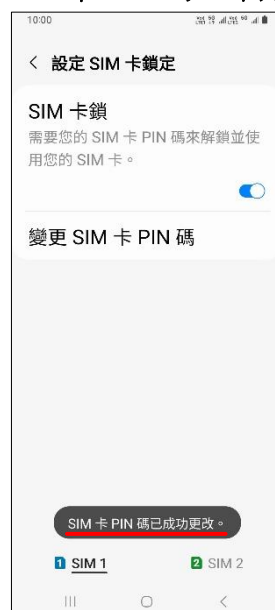 10:00
設定 SIM 卡鎖定
SIM 卡鎖
需要您的 SIM 卡 PIN 碼來解鎖並使
用您的 SIM 卡。
變更 SIM 卡 PIN 碼
SIM 卡 PIN 碼已成功更改。
1 SIM 1
2 SIM 2